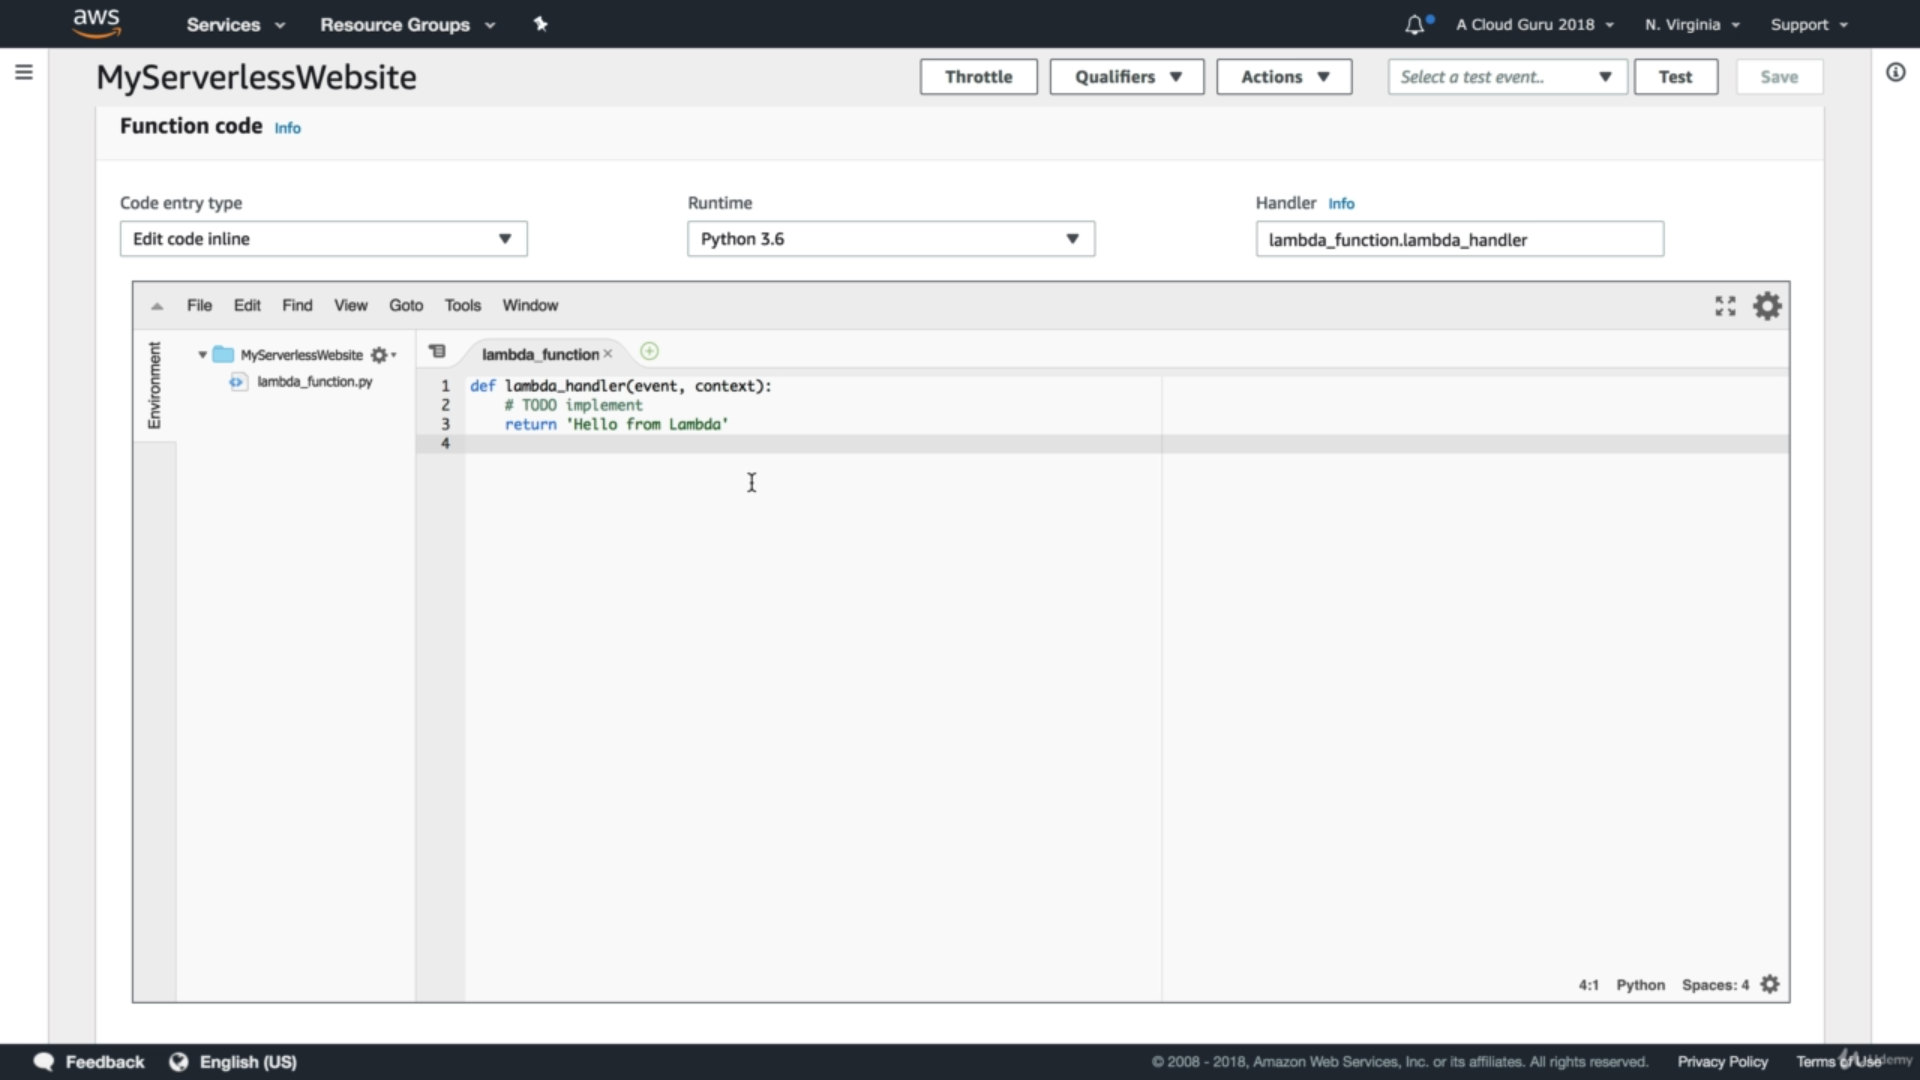 aws Services Resource Groups A Cloud Guru 2018 N. Virginia Support
MyServerlessWebsite Throttle Qualifiers Actions Select a test event.. Test Save
Function code Info
Code entry type Runtime Handler Info
Edit code inline Python 3.6 lambda_function.lambda_handler
File Edit Find View Goto Tools Window
Environment
MyServerlessWebsite
lambda_function.py
lambda_function
1 def lambda_handler(event, context):
2 # TODO implement
3 return 'Hello from Lambda'
4
4:1 Python Spaces: 4
Feedback English (US) © 2008 - 2018, Amazon Web Services, Inc. or its affiliates. All rights reserved. Privacy Policy Terms of Use